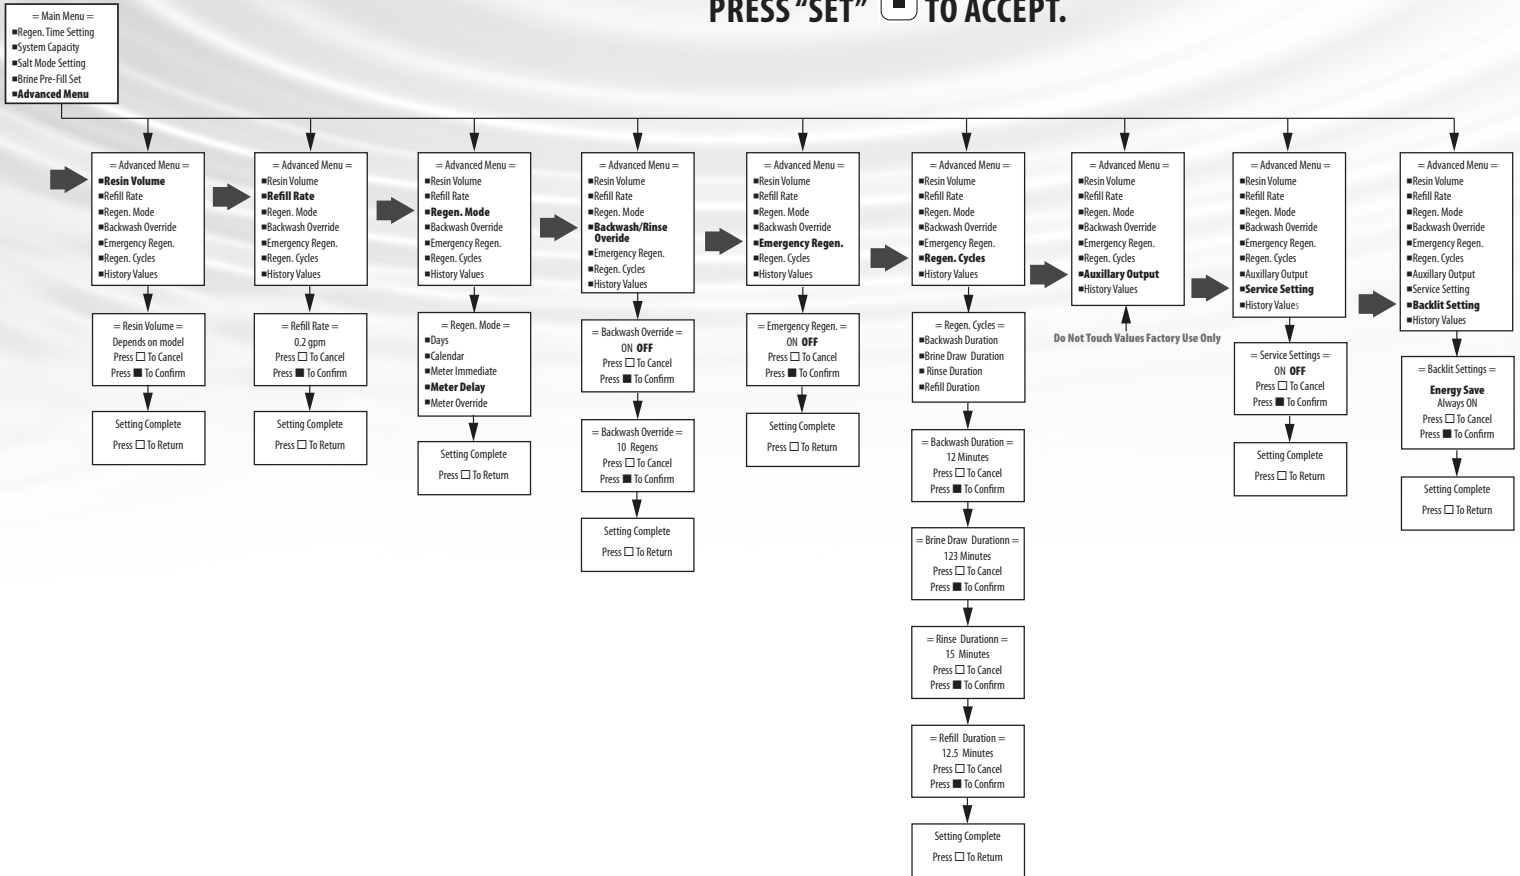 PRESS “SET” TO ACCEPT.
= Main Menu =
■Regen. Time Setting
■System Capacity
■Salt Mode Setting
■Brine Pre-Fill Set
■Advanced Menu
= Advanced Menu =
■Resin Volume
■Refill Rate
■Regen. Mode
■Backwash Override
■Emergency Regen.
■Regen. Cycles
■History Values
= Resin Volume =
Depends on model
Press □ To Cancel
Press ■ To Confirm
Setting Complete
Press □ To Return
= Advanced Menu =
■Resin Volume
■Refill Rate
■Regen. Mode
■Backwash Override
■Emergency Regen.
■Regen. Cycles
■History Values
= Refill Rate =
0.2 gpm
Press □ To Cancel
Press ■ To Confirm
Setting Complete
Press □ To Return
= Advanced Menu =
■Resin Volume
■Refill Rate
■Regen. Mode
■Backwash Override
■Emergency Regen.
■Regen. Cycles
■History Values
= Regen. Mode =
■Days
■Calendar
■Meter Immediate
■Meter Delay
■Meter Override
Setting Complete
Press □ To Return
= Advanced Menu =
■Resin Volume
■Refill Rate
■Regen. Mode
■Backwash/Rinse
Overide
■Emergency Regen.
■Regen. Cycles
■History Values
= Backwash Override =
ON OFF
Press □ To Cancel
Press ■ To Confirm
= Backwash Override =
10 Regens
Press □ To Cancel
Press ■ To Confirm
Setting Complete
Press □ To Return
= Advanced Menu =
■Resin Volume
■Refill Rate
■Regen. Mode
■Backwash Override
■Emergency Regen.
■Regen. Cycles
■History Values
= Emergency Regen. =
ON OFF
Press □ To Cancel
Press ■ To Confirm
Setting Complete
Press □ To Return
= Advanced Menu =
■Resin Volume
■Refill Rate
■Regen. Mode
■Backwash Override
■Emergency Regen.
■Regen. Cycles
■History Values
= Regen. Cycles =
■Backwash Duration
■Brine Draw Duration
■ Rinse Duration
■Refill Duration
= Backwash Duration =
12 Minutes
Press □ To Cancel
Press ■ To Confirm
= Brine Draw Durationn =
123 Minutes
Press □ To Cancel
Press ■ To Confirm
= Rinse Durationn =
15 Minutes
Press □ To Cancel
Press ■ To Confirm
= Refill Duration =
12.5 Minutes
Press □ To Cancel
Press ■ To Confirm
Setting Complete
Press □ To Return
= Advanced Menu =
■Resin Volume
■Refill Rate
■Regen. Mode
■Backwash Override
■Emergency Regen.
■Regen. Cycles
■Auxillary Output
■History Values
Do Not Touch Values Factory Use Only
= Advanced Menu =
■Resin Volume
■Refill Rate
■Regen. Mode
■Backwash Override
■Emergency Regen.
■Regen. Cycles
■Auxillary Output
■Service Setting
■History Values
= Service Settings =
ON OFF
Press □ To Cancel
Press ■ To Confirm
Setting Complete
Press □ To Return
= Advanced Menu =
■Resin Volume
■Refill Rate
■Regen. Mode
■Backwash Override
■Emergency Regen.
■Regen. Cycles
■Auxillary Output
■Service Setting
■Backlit Setting
■History Values
= Backlit Settings =
Energy Save
Always ON
Press □ To Cancel
Press ■ To Confirm
Setting Complete
Press □ To Return